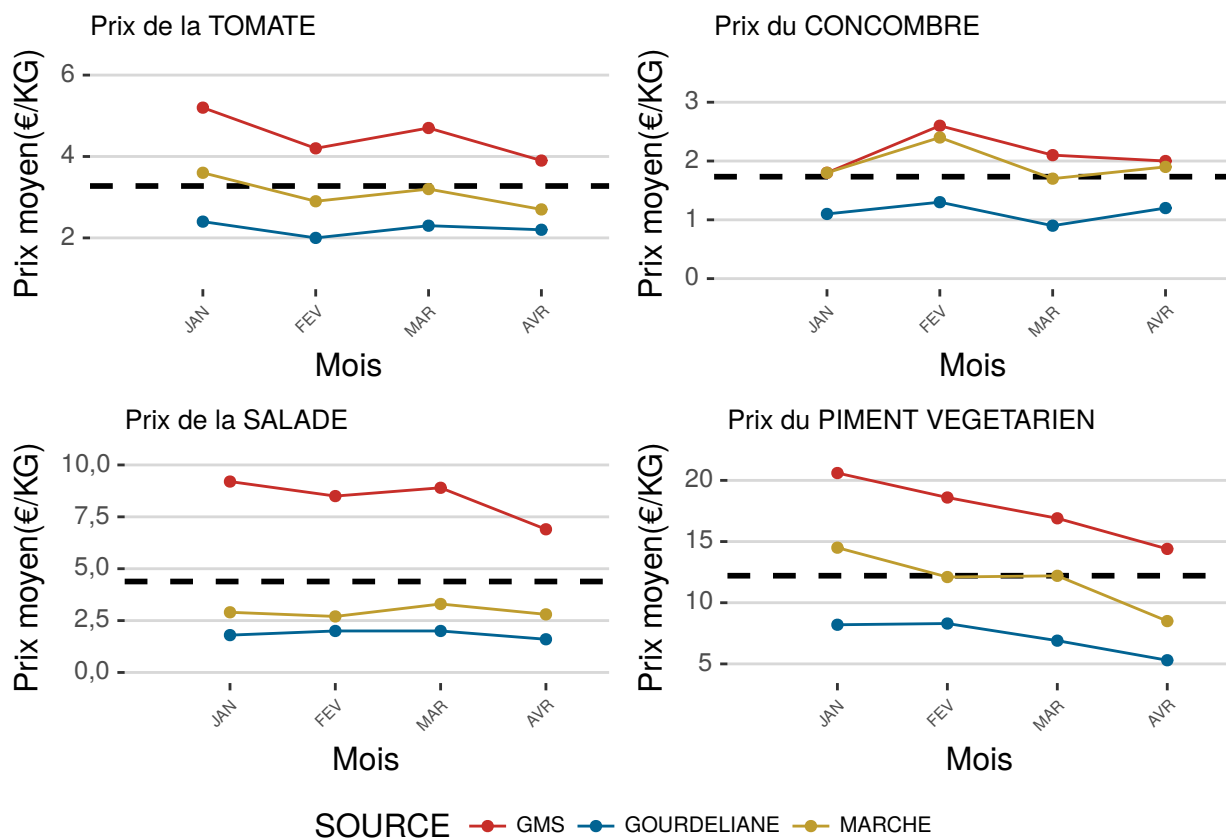 Prix de la TOMATE
Prix moyen(€/KG)
6
4
2
JAN
FEV
MAR
AVR
Mois
Prix du CONCOMBRE
Prix moyen(€/KG)
3
2
1
0
JAN
FEV
MAR
AVR
Mois
Prix de la SALADE
Prix moyen(€/KG)
10,0
7,5
5,0
2,5
0,0
JAN
FEV
MAR
AVR
Mois
Prix du PIMENT VEGETARIEN
Prix moyen(€/KG)
20
15
10
5
JAN
FEV
MAR
AVR
Mois
SOURCE GMS GOURDELIANE MARCHE